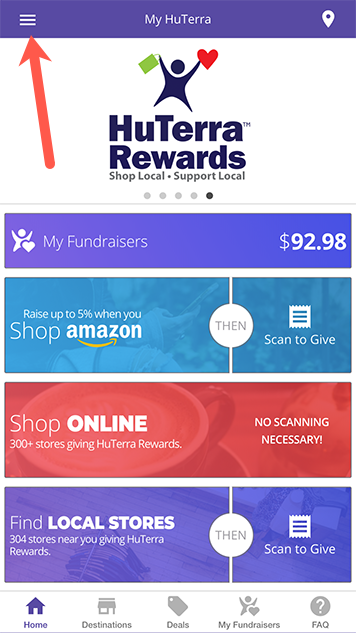 My HuTerra
HuTerra™
Rewards
Shop Local • Support Local
My Fundraisers $92.98
Raise up to 5% when you
Shop amazon
THEN
Scan to Give
Shop ONLINE
300+ stores giving HuTerra Rewards.
NO SCANNING
NECESSARY!
Find LOCAL STORES
304 stores near you giving HuTerra
Rewards.
THEN
Scan to Give
Home Destinations Deals My Fundraisers FAQ